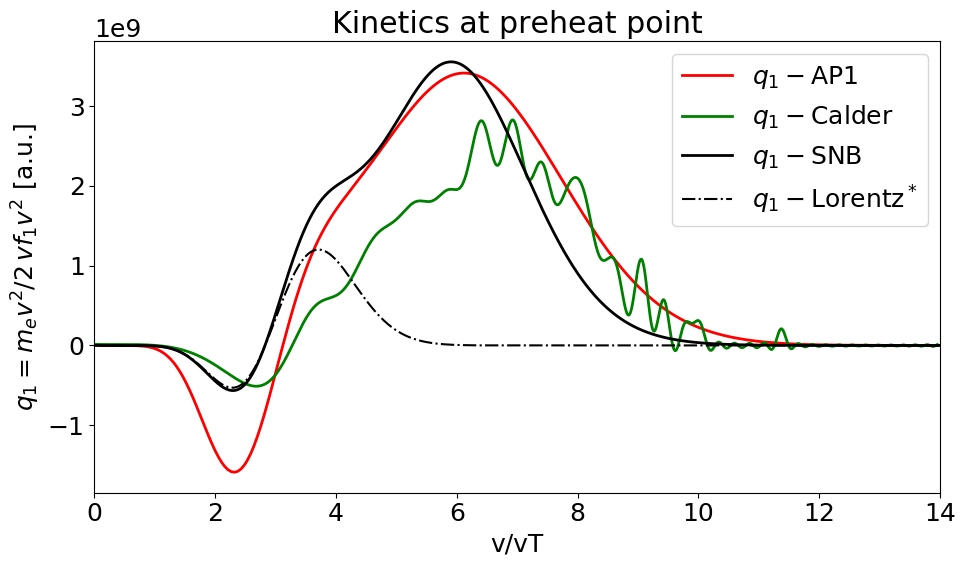 Kinetics at preheat point
1e9
q₁ = mₑv²/2 vf₁v² [a.u.]
3
2
1
0
−1
0 2 4 6 8 10 12 14
v/vT
q₁ − AP1
q₁ − Calder
q₁ − SNB
q₁ − Lorentz*